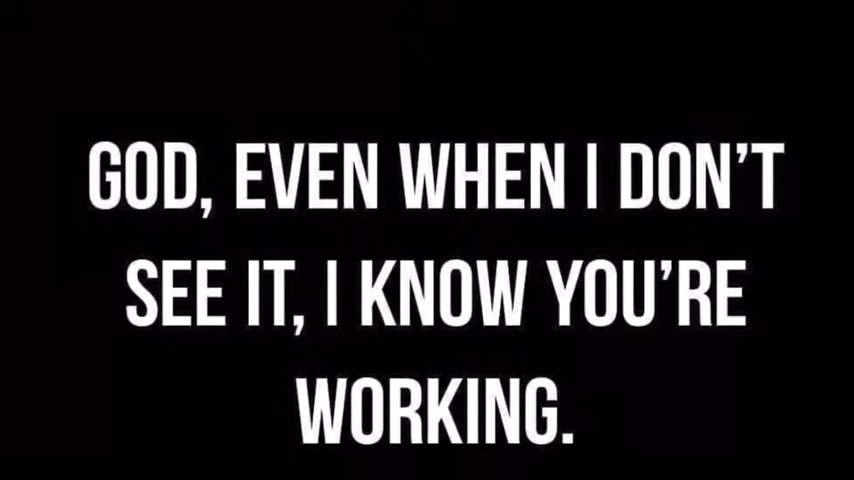 GOD, EVEN WHEN I DON’T
SEE IT, I KNOW YOU’RE
WORKING.